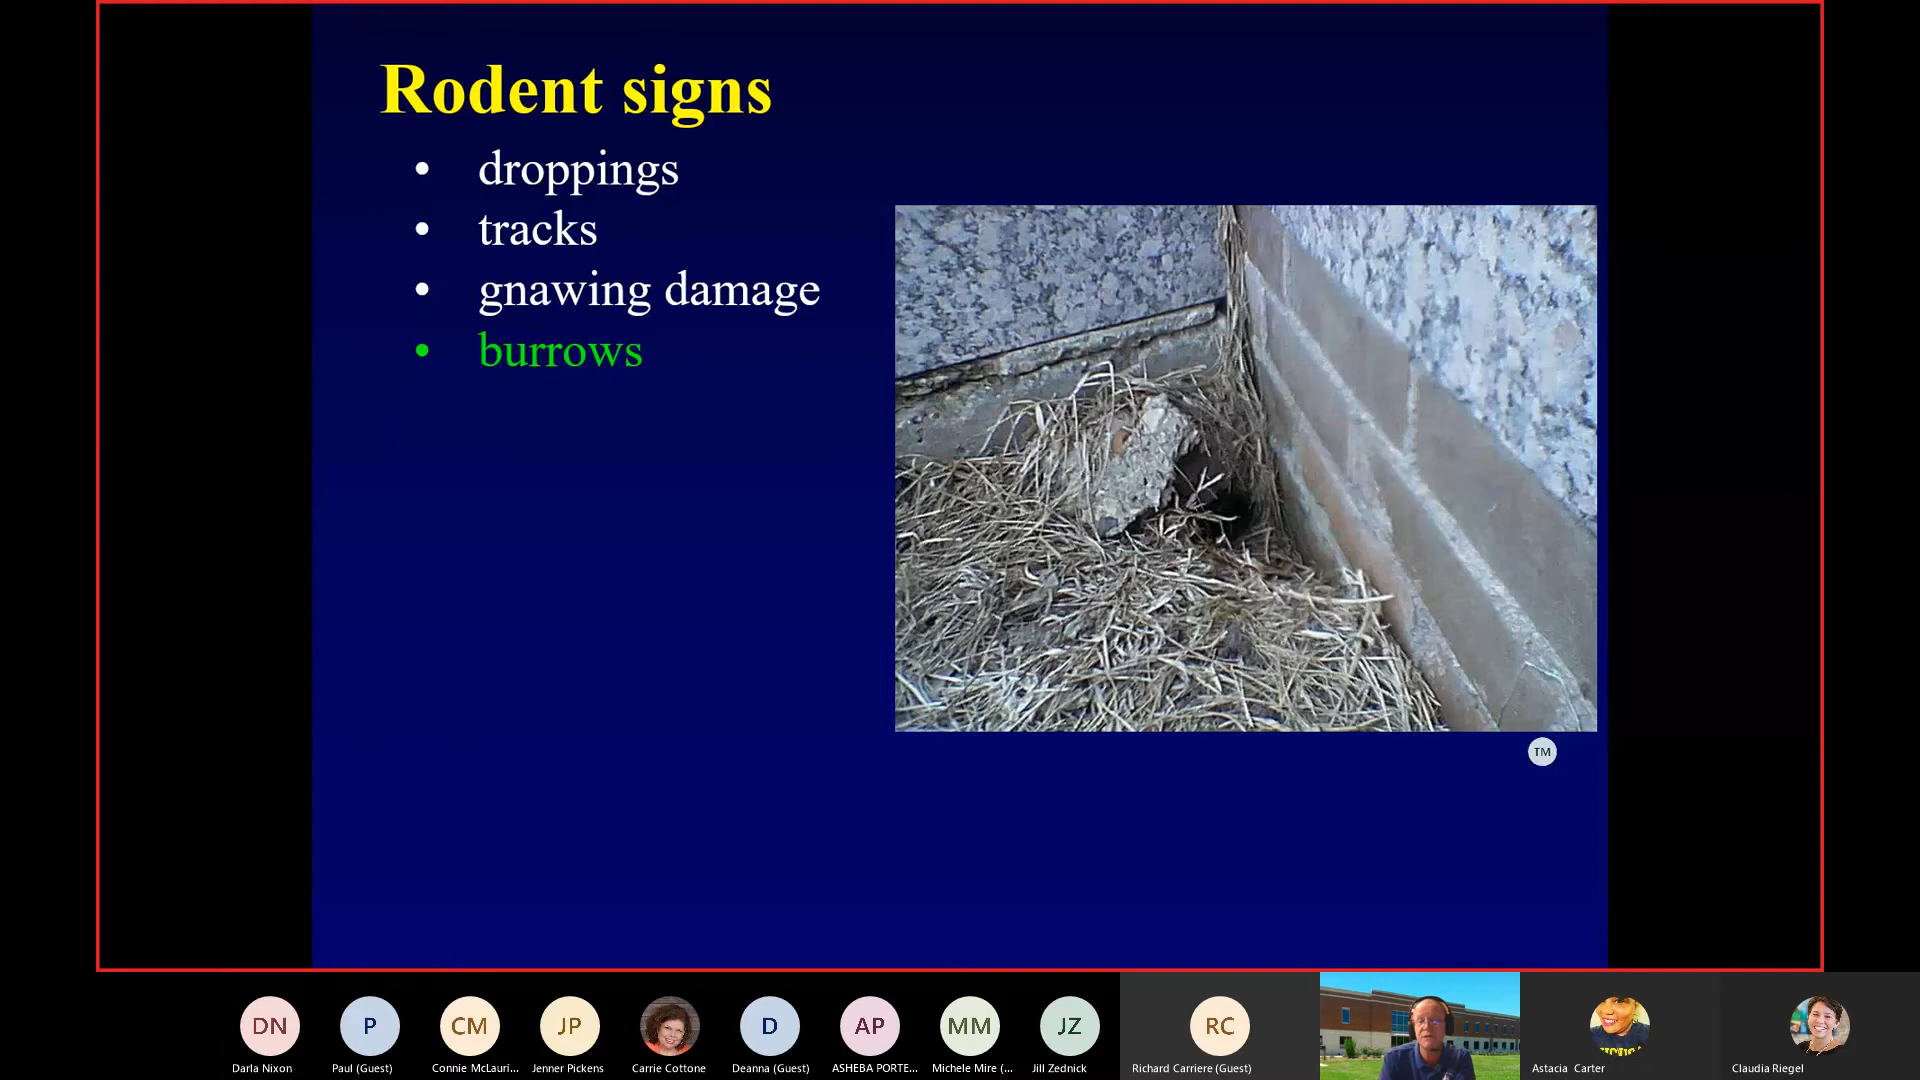 Rodent signs
• droppings
• tracks
• gnawing damage
• burrows
TM
DN
P
CM
JP
D
AP
MM
JZ
RC
Darla Nixon
Paul (Guest)
Connie McLauri...
Jenner Pickens
Carrie Cottone
Deanna (Guest)
ASHEBA PORTE...
Michele Mire (...
Jill Zednick
Richard Carriere (Guest)
Astacia Carter
Claudia Riegel